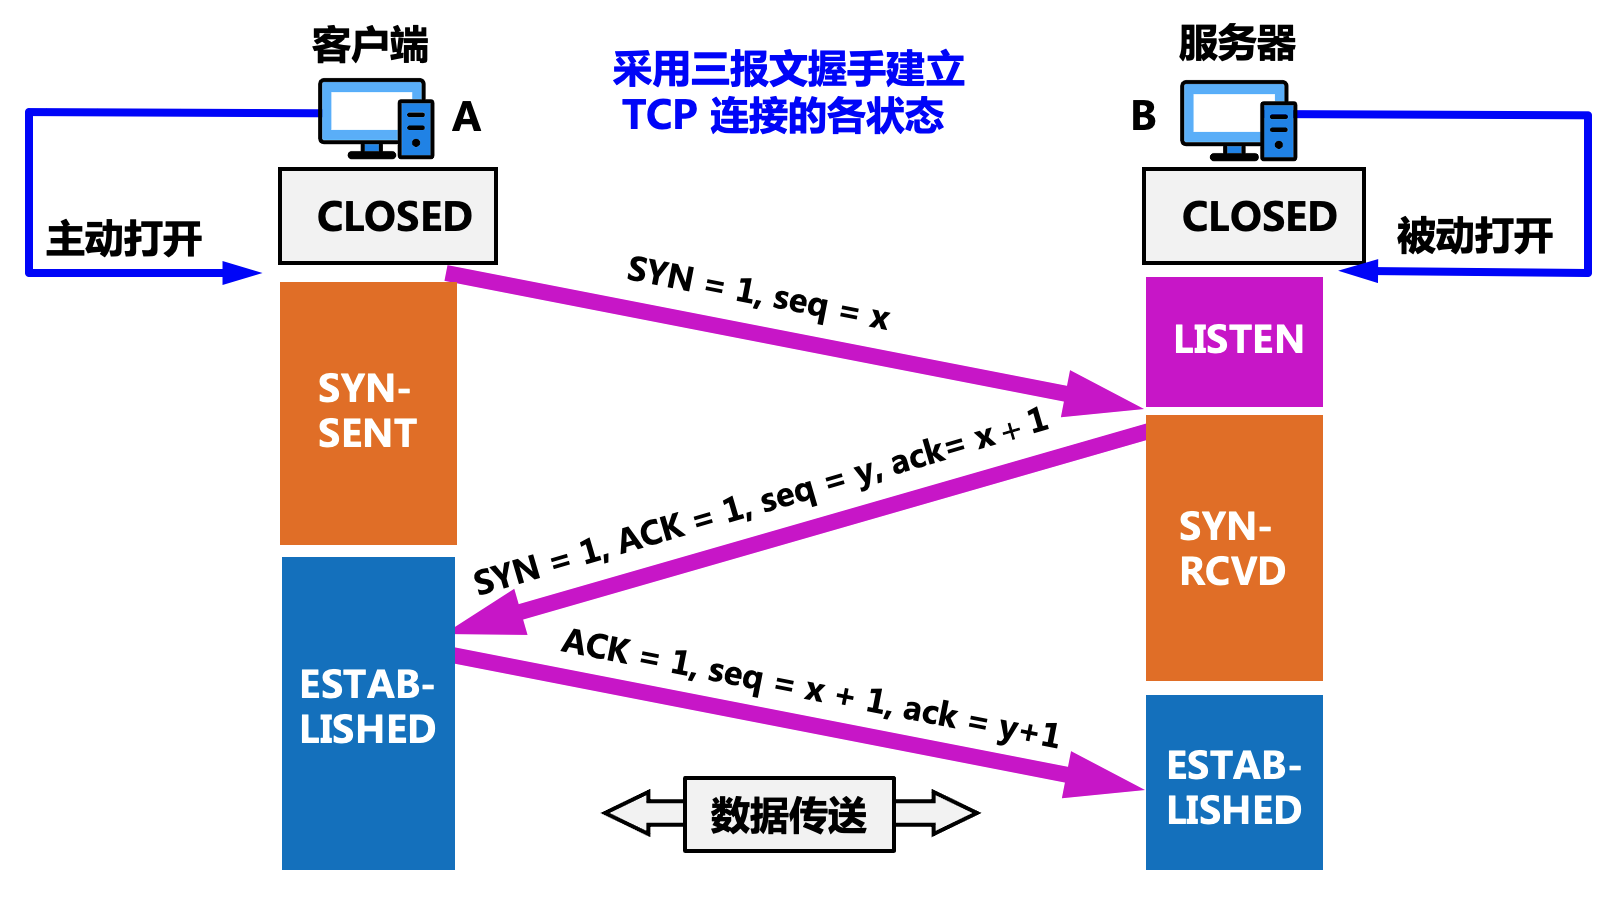 客户端
服务器
采用三报文握手建立
TCP 连接的各状态
A
B
CLOSED
CLOSED
主动打开
被动打开
SYN = 1, seq = x
LISTEN
SYN-
SENT
SYN = 1, ACK = 1, seq = y, ack= x + 1
SYN-
RCVD
ACK = 1, seq = x + 1, ack = y+1
ESTAB-
LISHED
ESTAB-
LISHED
数据传送